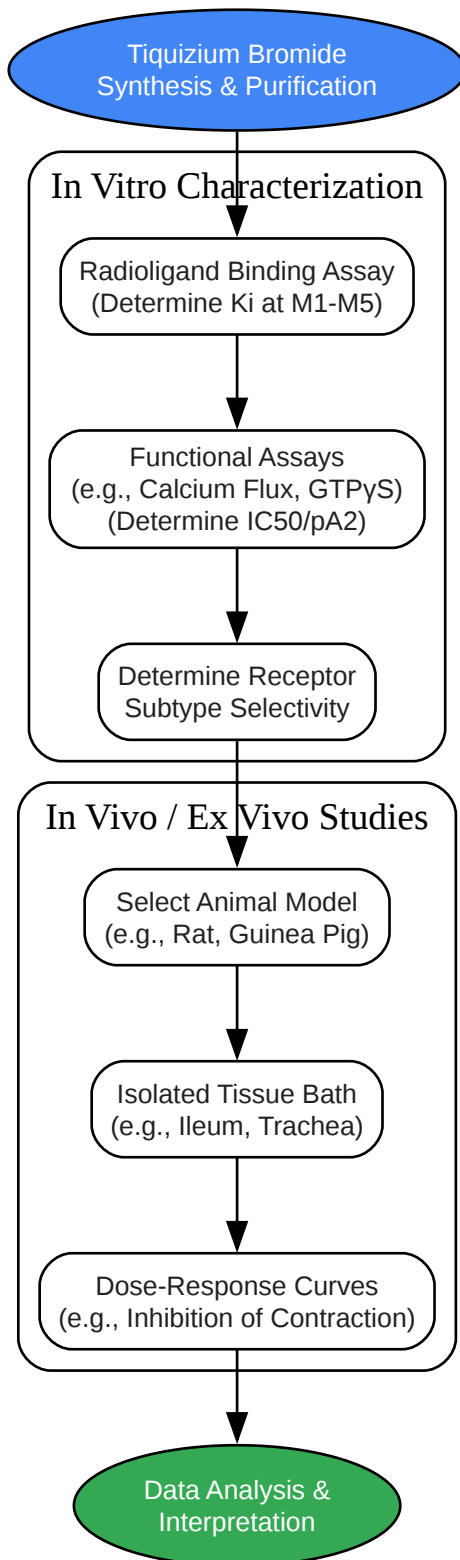 Tiquizium Bromide
Synthesis & Purification
In Vitro Characterization
Radioligand Binding Assay
(Determine Ki at M1-M5)
Functional Assays
(e.g., Calcium Flux, GTPγS)
(Determine IC50/pA2)
Determine Receptor
Subtype Selectivity
In Vivo / Ex Vivo Studies
Select Animal Model
(e.g., Rat, Guinea Pig)
Isolated Tissue Bath
(e.g., Ileum, Trachea)
Dose-Response Curves
(e.g., Inhibition of Contraction)
Data Analysis &
Interpretation